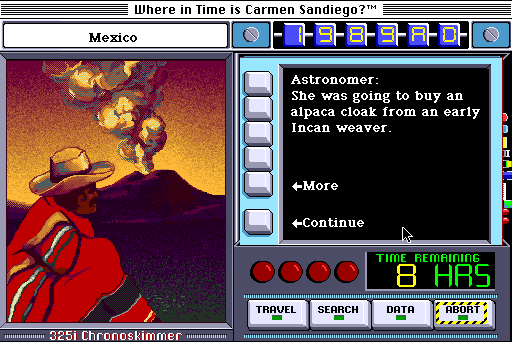 Where in Time is Carmen Sandiego?™
Mexico
1989AD
Astronomer:
She was going to buy an
alpaca cloak from an early
Incan weaver.
←More
←Continue
TIME REMAINING
8 HRS
TRAVEL
SEARCH
DATA
ABORT
325i Chronoskimmer